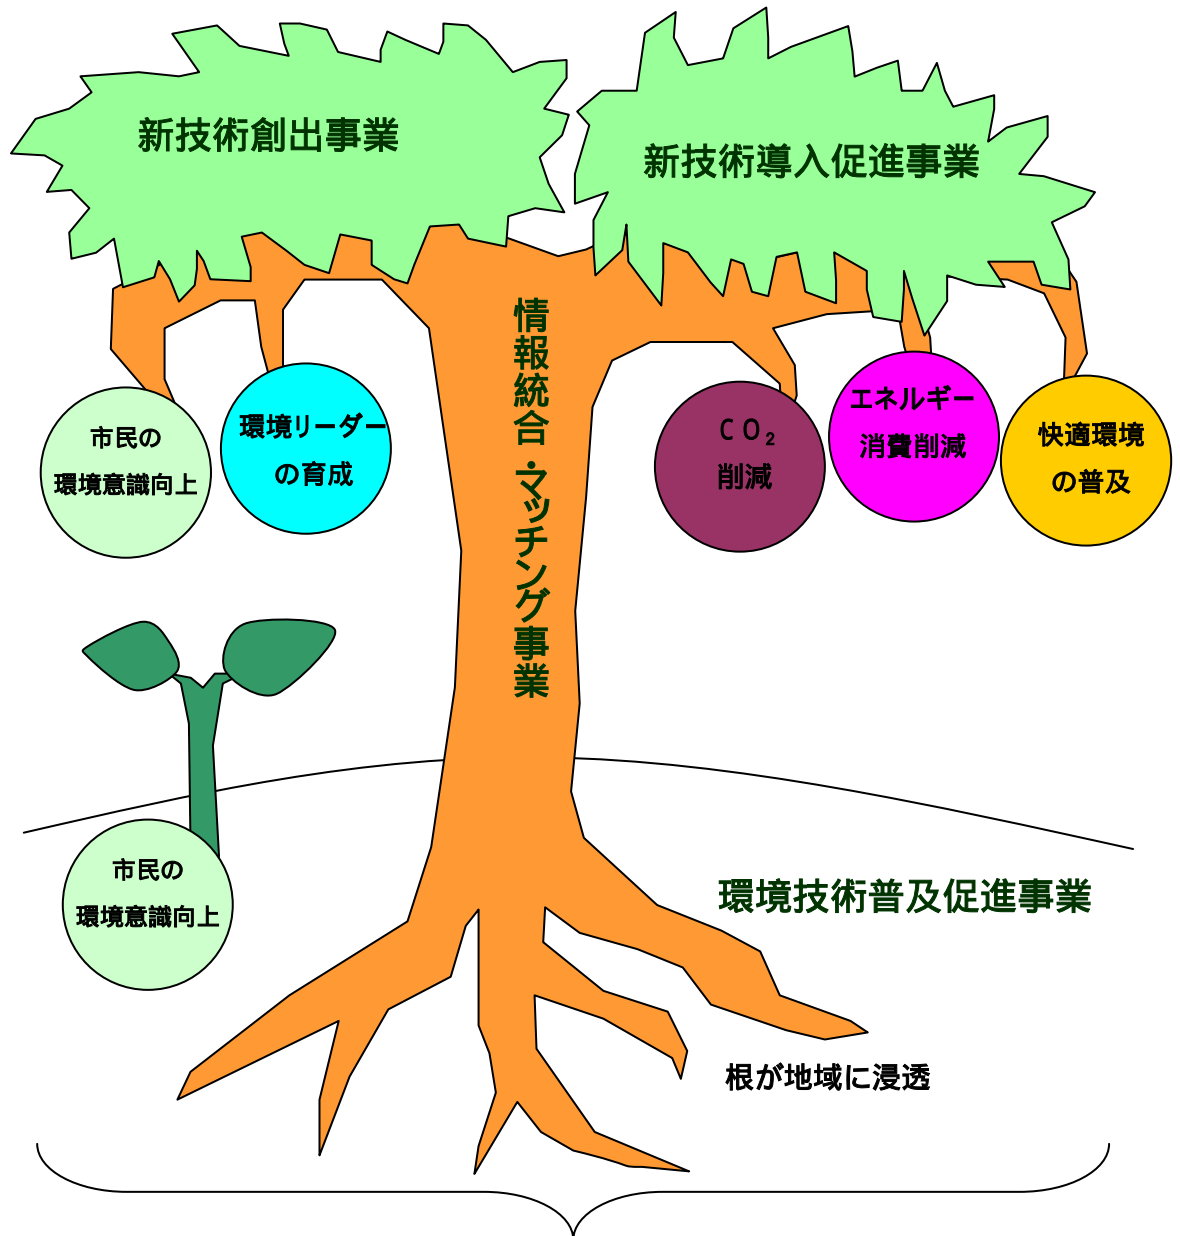 新技術創出事業
新技術導入促進事業
情報統合・マッチング事業
市民の
環境意識向上
環境リーダー
の育成
ＣＯ₂
削減
エネルギー
消費削減
快適環境
の普及
市民の
環境意識向上
環境技術普及促進事業
根が地域に浸透